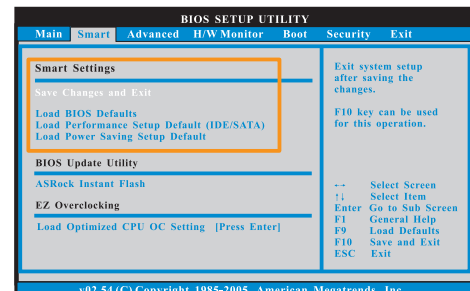 BIOS SETUP UTILITY
Main Smart Advanced H/W Monitor Boot Security Exit
Smart Settings
Save Changes and Exit
Load BIOS Defaults
Load Performance Setup Default (IDE/SATA)
Load Power Saving Setup Default
BIOS Update Utility
ASRock Instant Flash
EZ Overclocking
Load Optimized CPU OC Setting [Press Enter]
Exit system setup
after saving the
changes.
F10 key can be used
for this operation.
↔ Select Screen
↑↓ Select Item
Enter Go to Sub Screen
F1 General Help
F9 Load Defaults
F10 Save and Exit
ESC Exit
v02.54 (C) Copyright 1985-2005, American Megatrends, Inc.